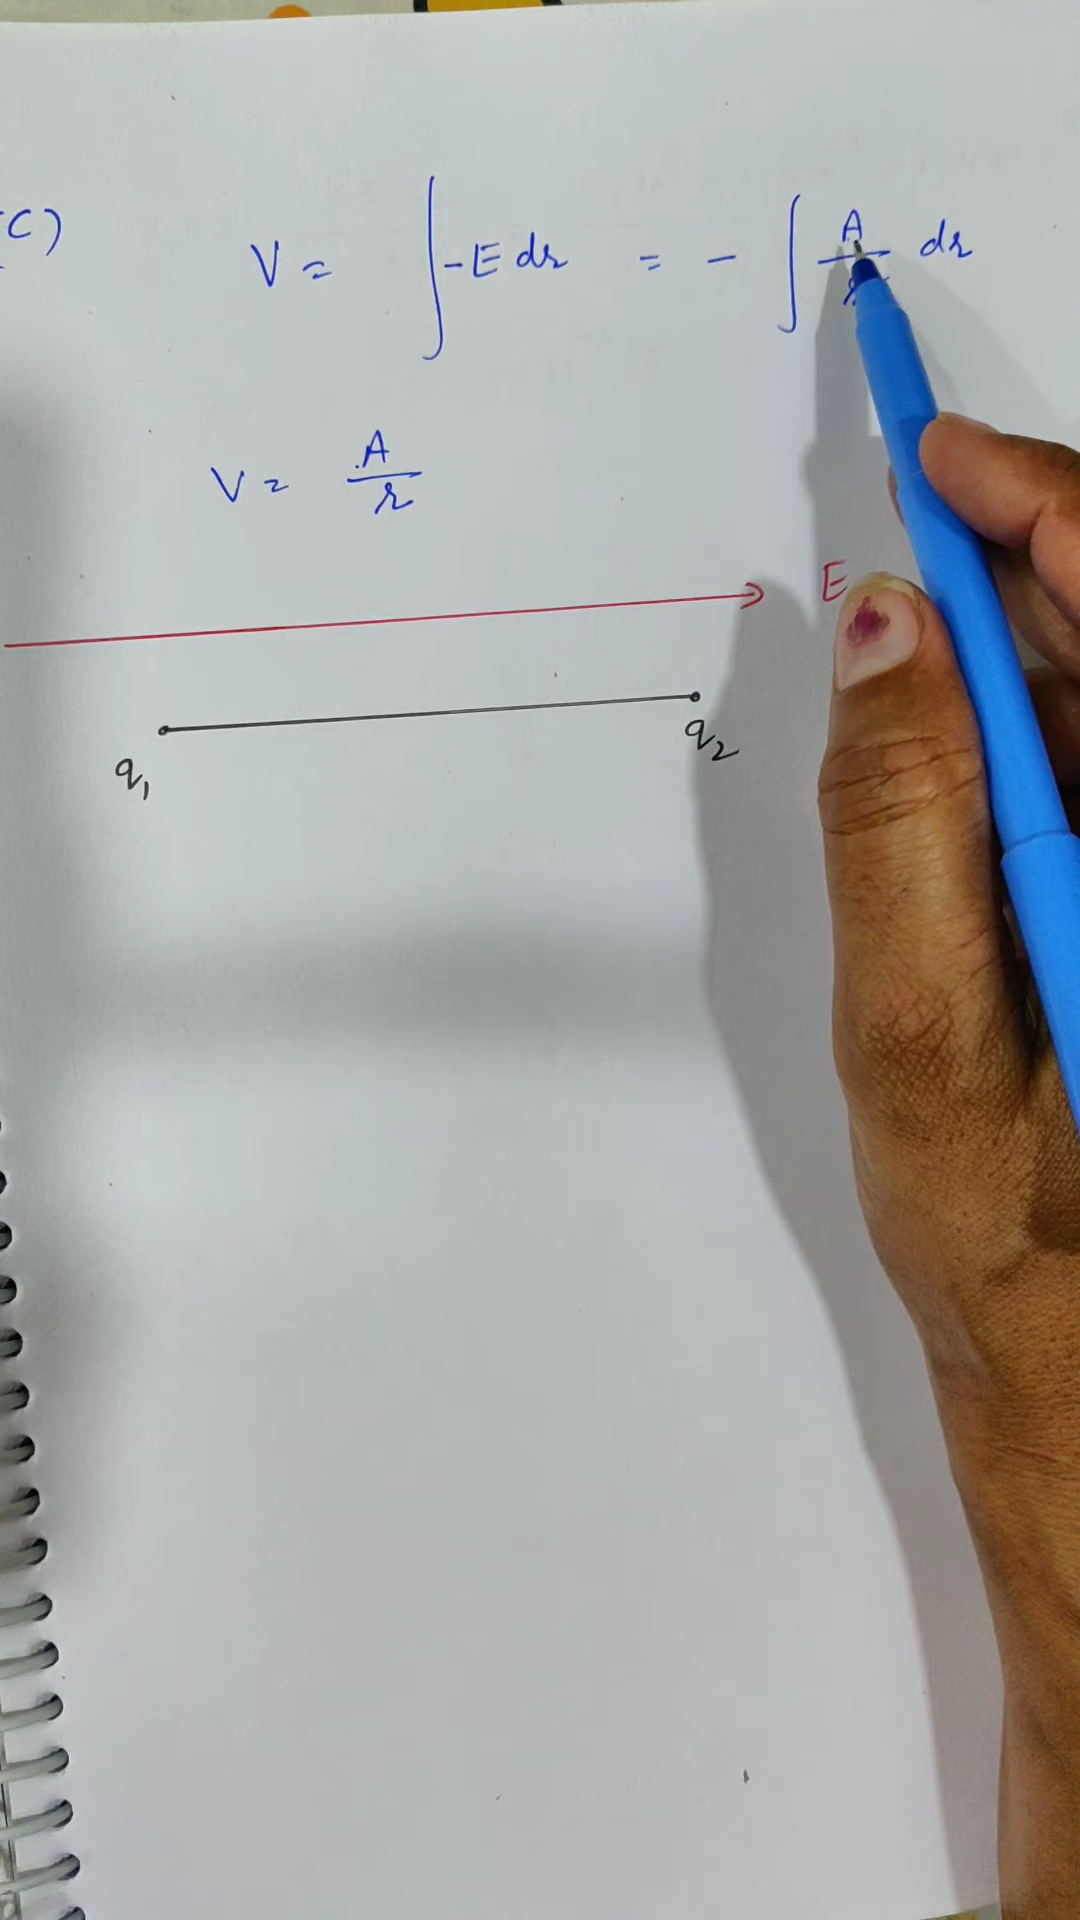 (C) V = ∫ -E dr = - ∫ A/r dr
V = A/r
E
q₁ q₂